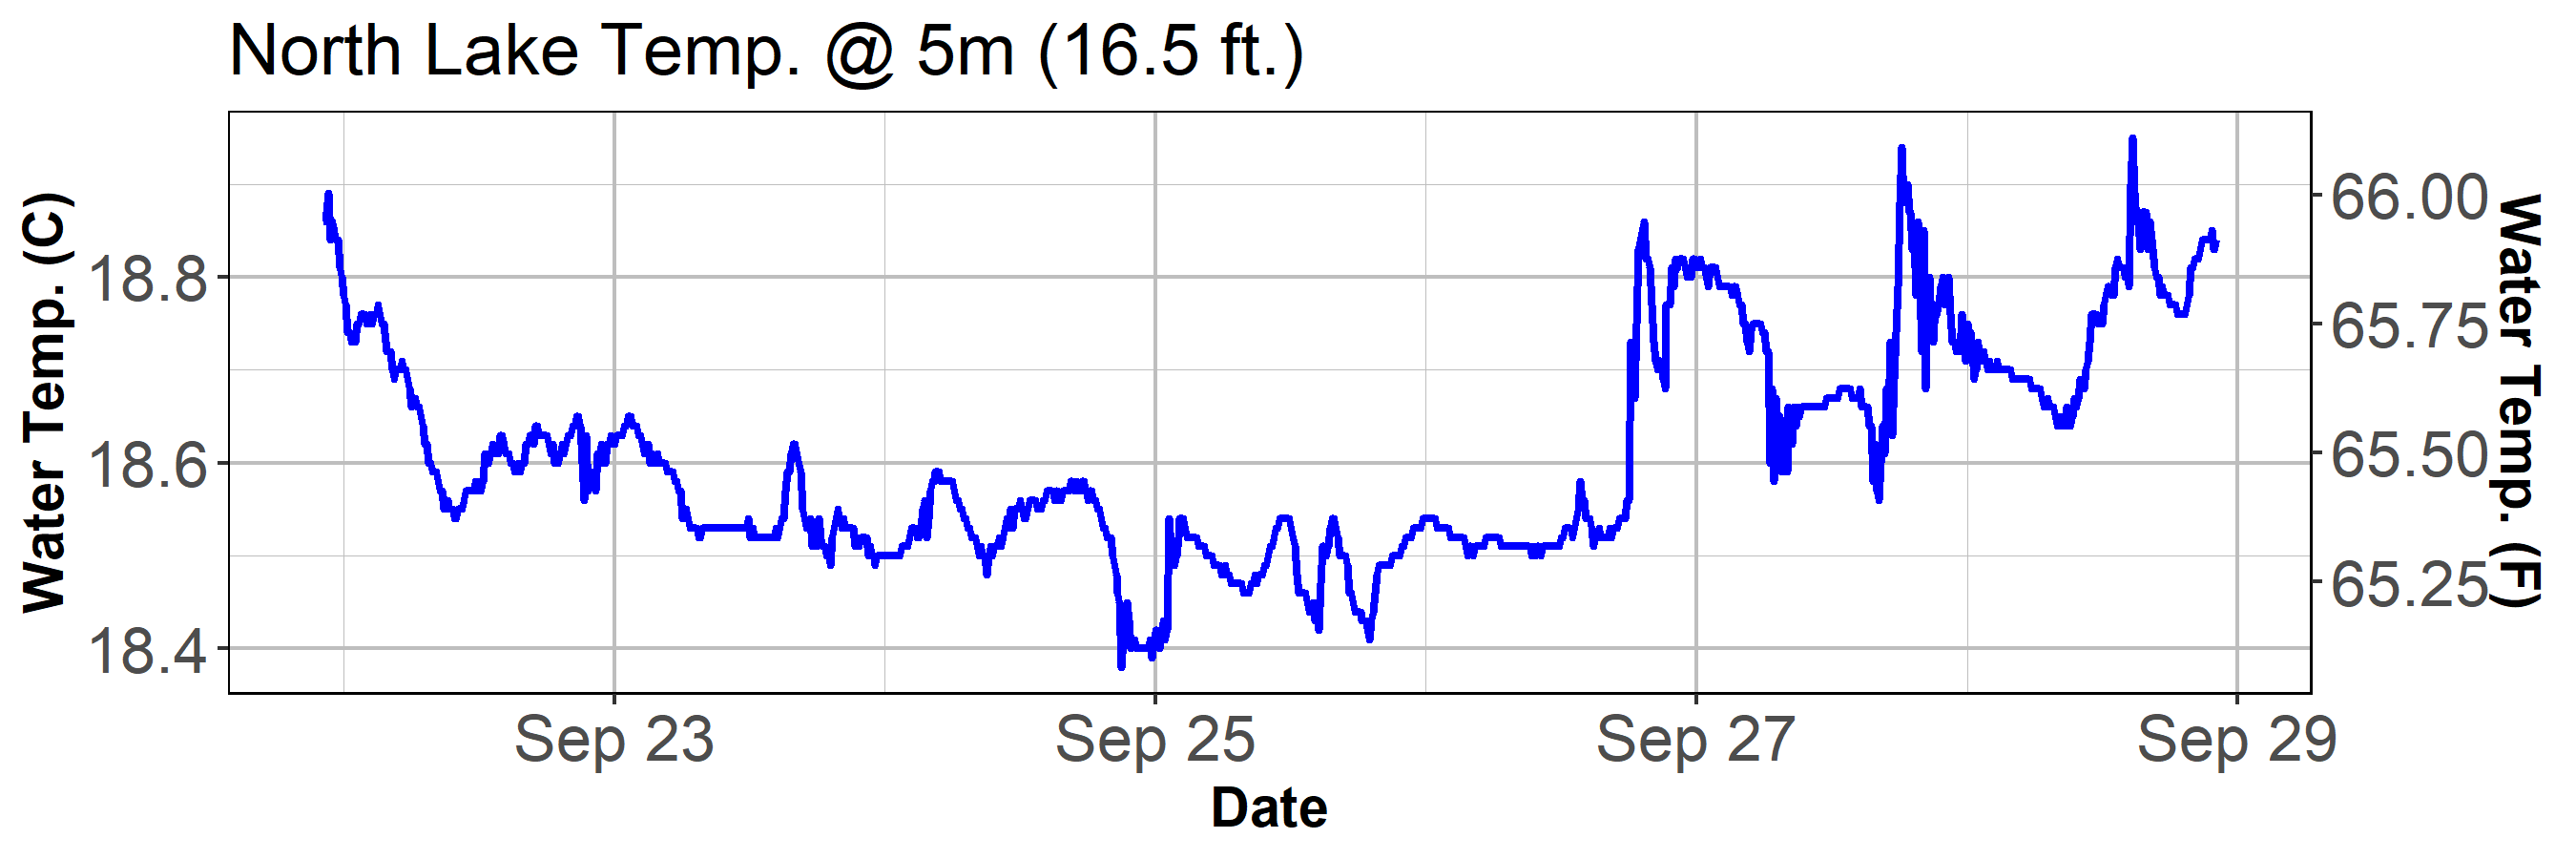 North Lake Temp. @ 5m (16.5 ft.)
Water Temp. (C)
18.8
18.6
18.4
66.00
65.75
65.50
65.25
Water Temp. (F)
Sep 23
Sep 25
Sep 27
Sep 29
Date